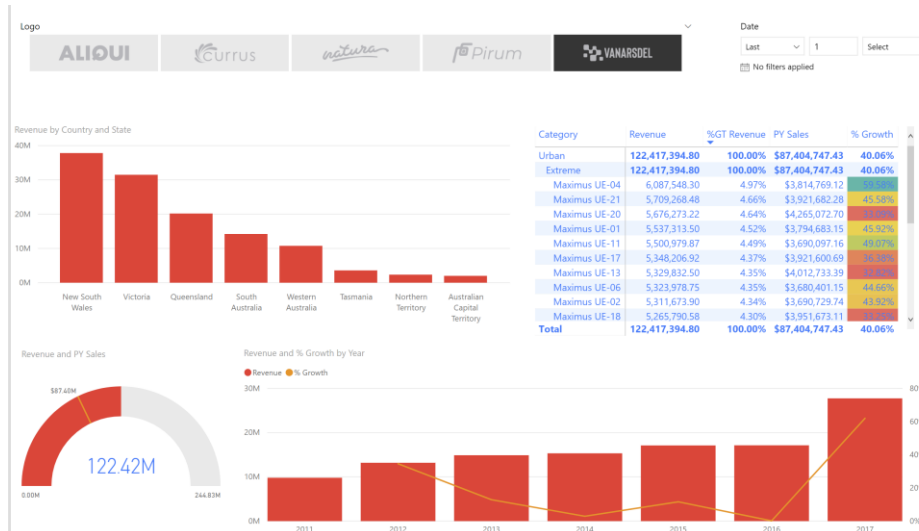 Logo
Date
ALIQUI
currus
natura
Pirum
VANARSDEL
Last 1 Select
No filters applied
Revenue by Country and State
40M
30M
20M
10M
0M
New South Wales
Victoria
Queensland
South Australia
Western Australia
Tasmania
Northern Territory
Australian Capital Territory
Category Revenue %GT Revenue PY Sales % Growth
Urban 122,417,394.80 100.00% $87,404,747.43 40.06%
Extreme 122,417,394.80 100.00% $87,404,747.43 40.06%
Maximus UE-04 6,087,548.30 4.97% $3,814,769.12 59.58%
Maximus UE-21 5,709,268.48 4.66% $3,921,682.28 45.58%
Maximus UE-20 5,676,273.22 4.64% $4,265,072.70
Maximus UE-01 5,537,313.50 4.52% $3,794,683.15 45.92%
Maximus UE-11 5,500,979.87 4.49% $3,690,097.16 49.07%
Maximus UE-17 5,348,206.92 4.37% $3,921,600.69 36.38%
Maximus UE-13 5,329,832.50 4.35% $4,012,733.39
Maximus UE-06 5,323,978.75 4.35% $3,680,401.15 44.66%
Maximus UE-02 5,311,673.90 4.34% $3,690,729.74 43.92%
Maximus UE-18 5,265,790.58 4.30% $3,951,673.11
Total 122,417,394.80 100.00% $87,404,747.43 40.06%
Revenue and PY Sales
$87.40M
122.42M
0.00M
244.83M
Revenue and % Growth by Year
Revenue % Growth
30M
20M
10M
0M
80
60
40
20
0%
2011 2012 2013 2014 2015 2016 2017